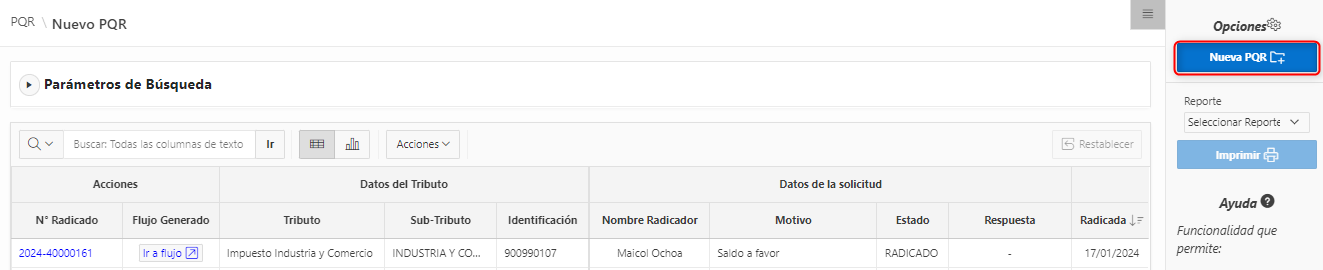 PQR \ Nuevo PQR
Parámetros de Búsqueda
Buscar: Todas las columnas de texto Ir Acciones Restablecer
Acciones Datos del Tributo Datos de la solicitud
N° Radicado Flujo Generado Tributo Sub-Tributo Identificación Nombre Radicador Motivo Estado Respuesta Radicada
2024-40000161 Ir a flujo Impuesto Industria y Comercio INDUSTRIA Y CO... 900990107 Maicol Ochoa Saldo a favor RADICADO - 17/01/2024
Opciones
Nueva PQR
Reporte
Seleccionar Reporte
Imprimir
Ayuda
Funcionalidad que
permite: